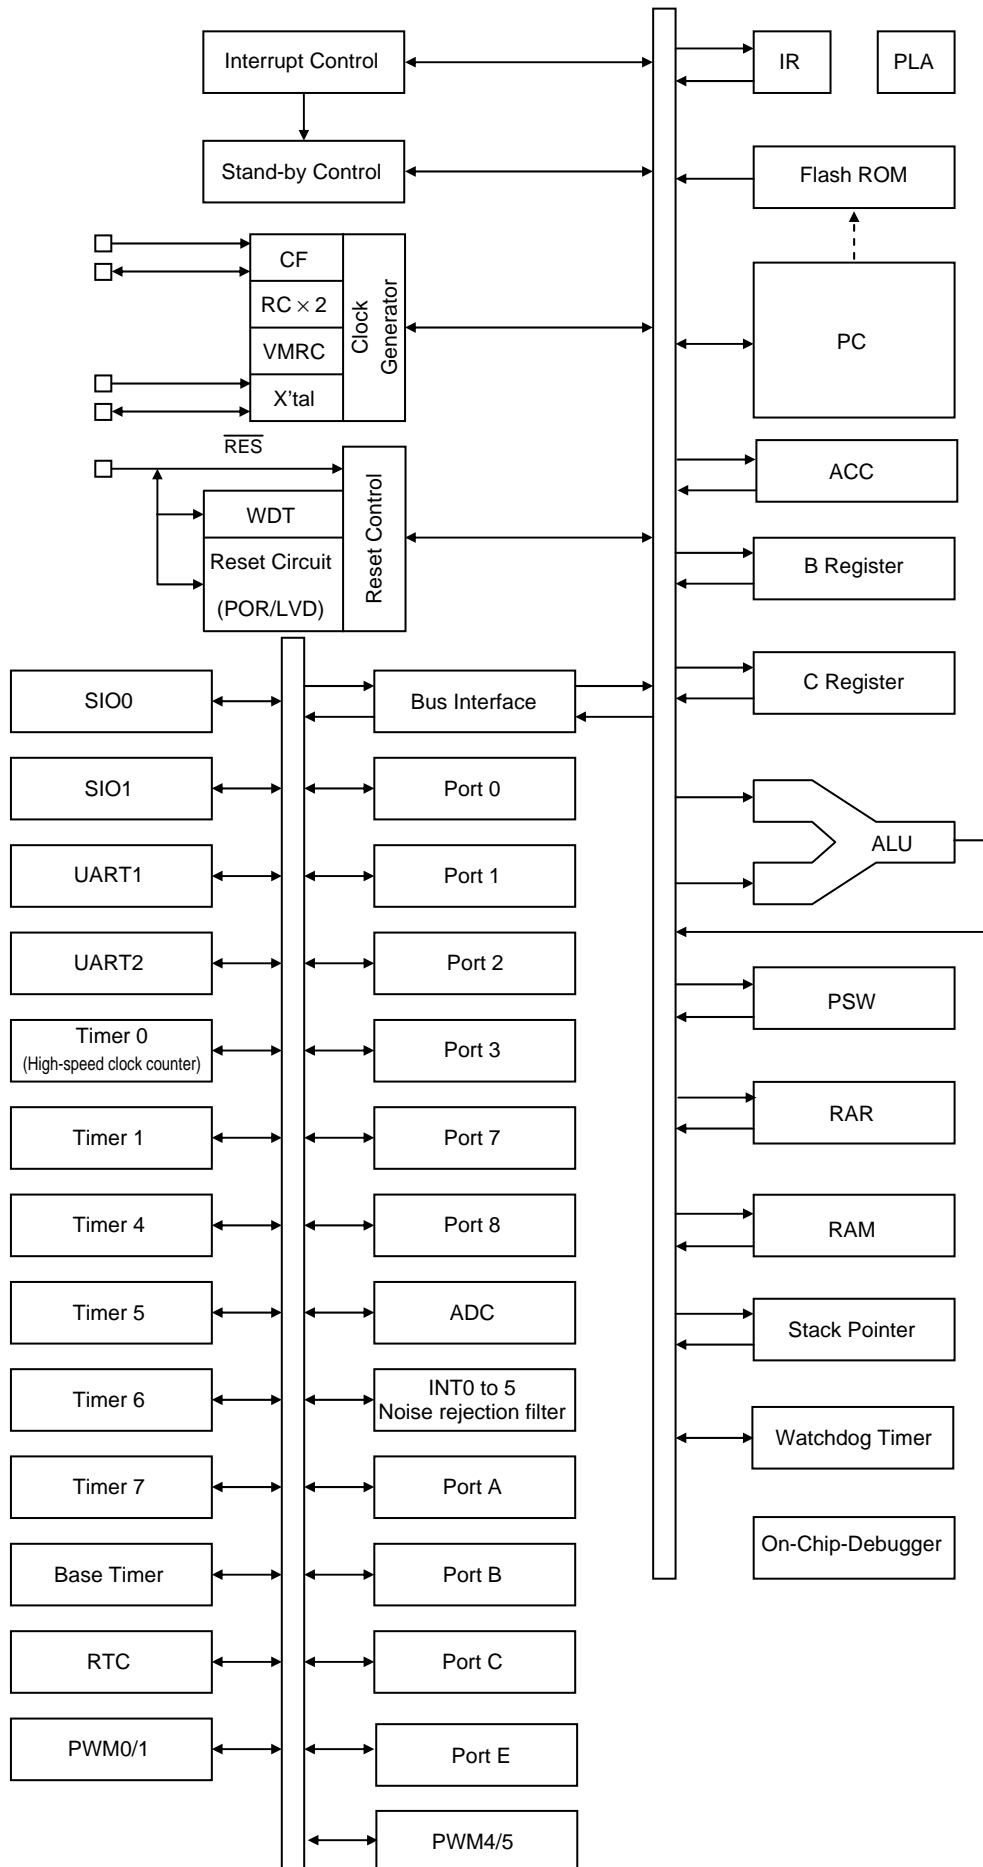 Interrupt Control
IR
PLA
Stand-by Control
Flash ROM
CF
RC × 2
VMRC
X'tal
Clock
Generator
PC
RES
WDT
Reset Circuit
(POR/LVD)
Reset Control
ACC
B Register
C Register
SIO0
Bus Interface
SIO1
Port 0
ALU
UART1
Port 1
UART2
Port 2
PSW
Timer 0
(High-speed clock counter)
Port 3
RAR
Timer 1
Port 7
Timer 4
Port 8
RAM
Timer 5
ADC
Stack Pointer
Timer 6
INT0 to 5
Noise rejection filter
Watchdog Timer
Timer 7
Port A
On-Chip-Debugger
Base Timer
Port B
RTC
Port C
PWM0/1
Port E
PWM4/5